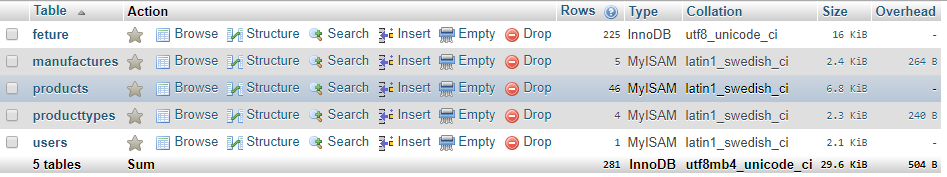 Table Action Rows Type Collation Size Overhead
feture Browse Structure Search Insert Empty Drop 225 InnoDB utf8_unicode_ci 16 KiB -
manufactures Browse Structure Search Insert Empty Drop 5 MyISAM latin1_swedish_ci 2.4 KiB 264 B
products Browse Structure Search Insert Empty Drop 46 MyISAM latin1_swedish_ci 6.8 KiB -
producttypes Browse Structure Search Insert Empty Drop 4 MyISAM latin1_swedish_ci 2.3 KiB 240 B
users Browse Structure Search Insert Empty Drop 1 MyISAM latin1_swedish_ci 2.1 KiB -
5 tables Sum 281 InnoDB utf8mb4_unicode_ci 29.6 KiB 504 B